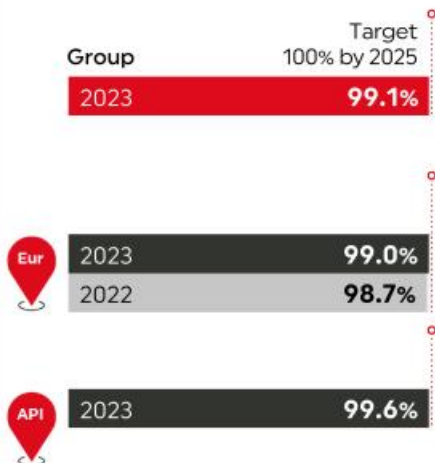 Target
Group 100% by 2025
2023 99.1%
Eur
2023 99.0%
2022 98.7%
API
2023 99.6%